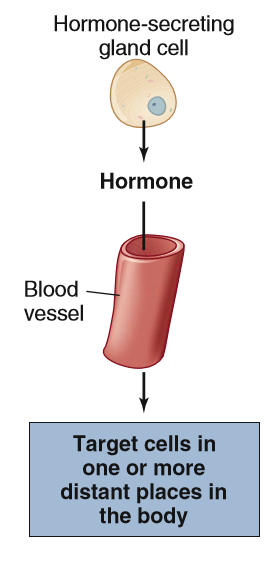 Hormone-secreting
gland cell
Hormone
Blood
vessel
Target cells in
one or more
distant places in
the body